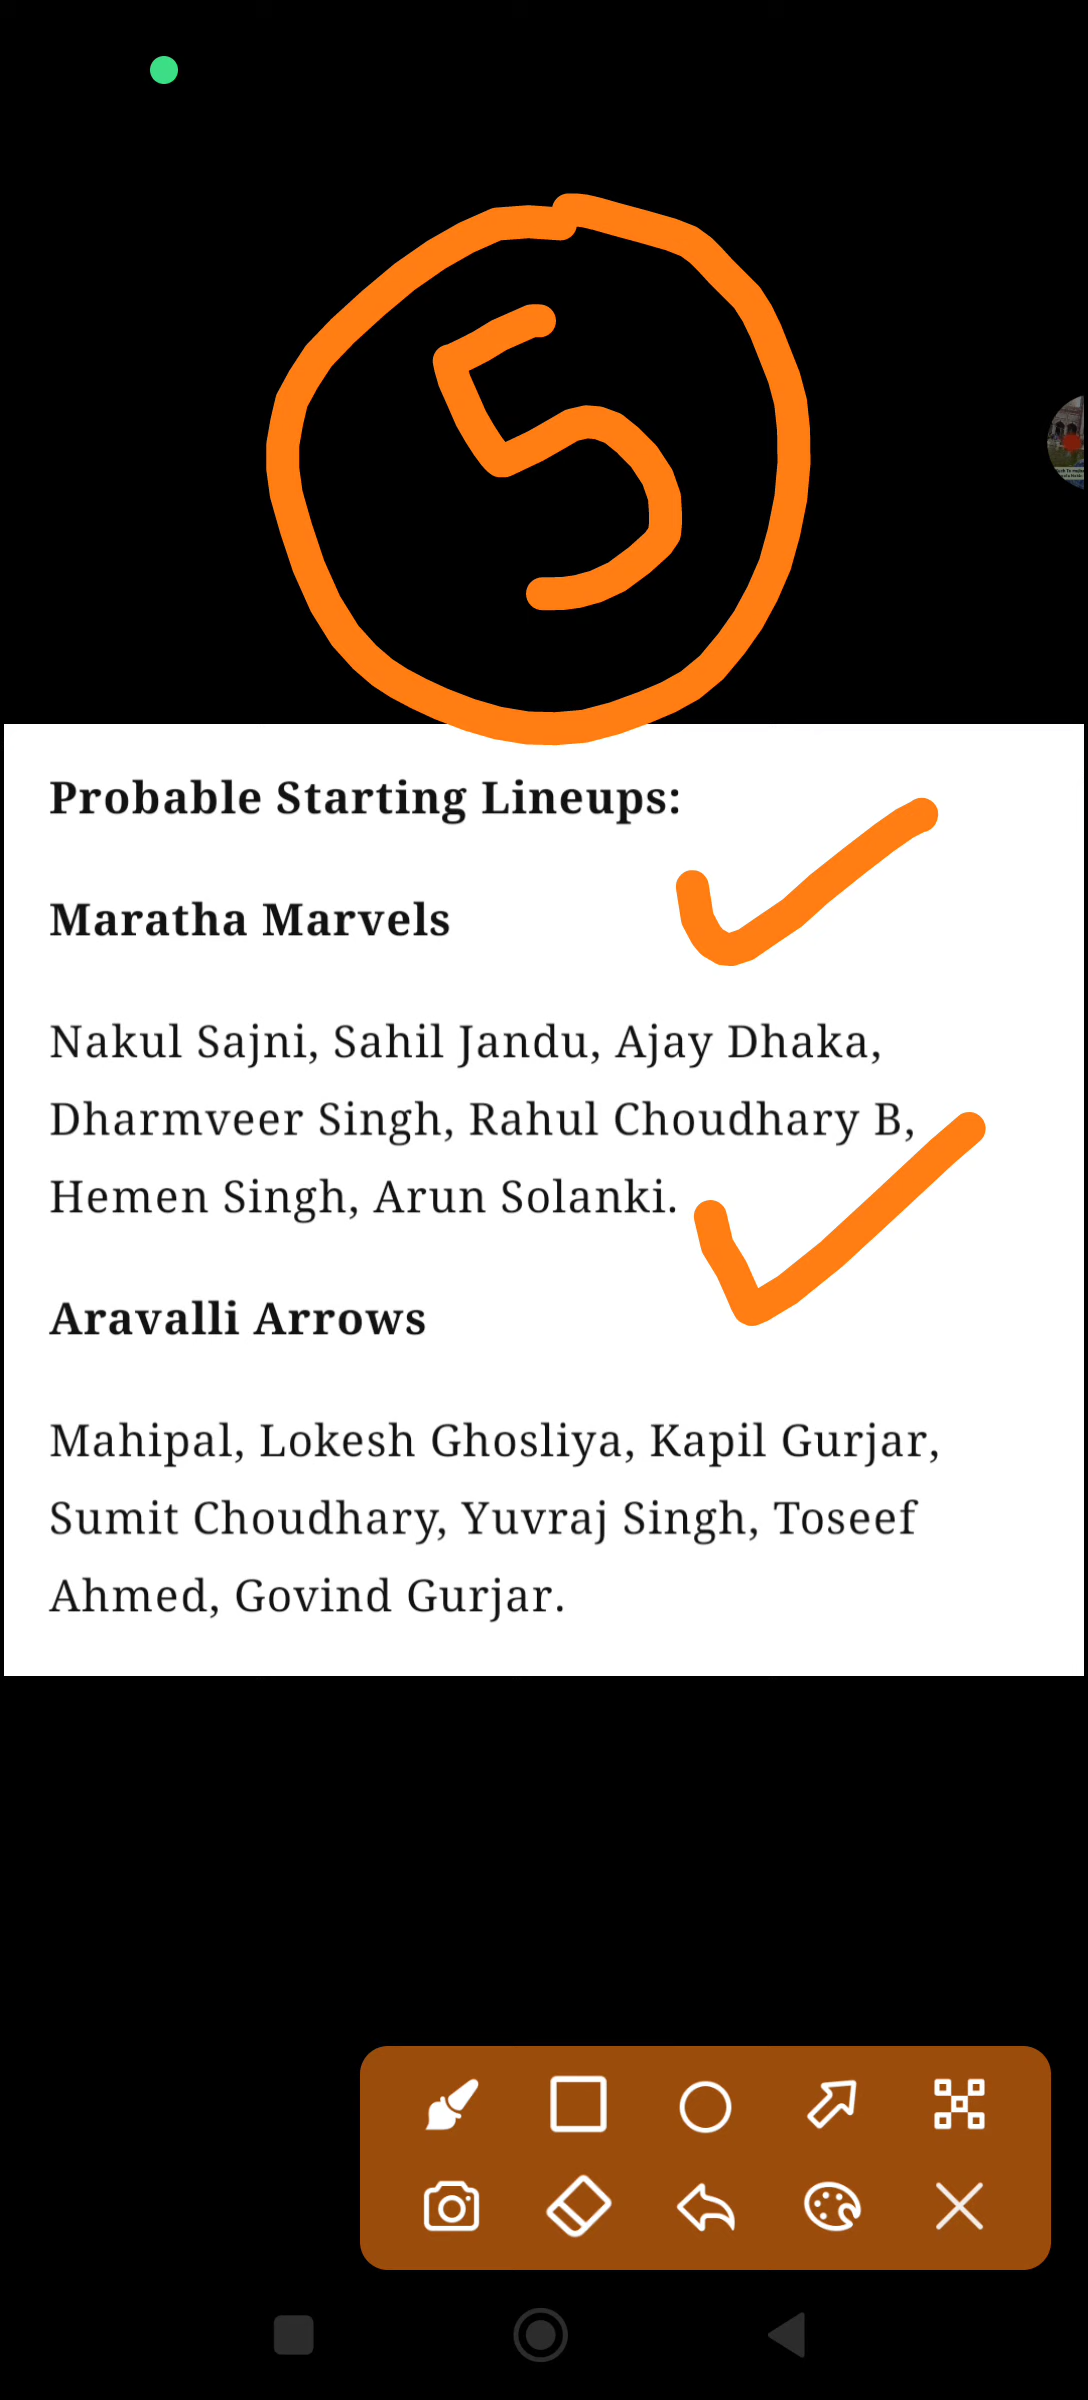 5
Probable Starting Lineups:
Maratha Marvels
Nakul Sajni, Sahil Jandu, Ajay Dhaka,
Dharmveer Singh, Rahul Choudhary B,
Hemen Singh, Arun Solanki.
Aravalli Arrows
Mahipal, Lokesh Ghosliya, Kapil Gurjar,
Sumit Choudhary, Yuvraj Singh, Toseef
Ahmed, Govind Gurjar.